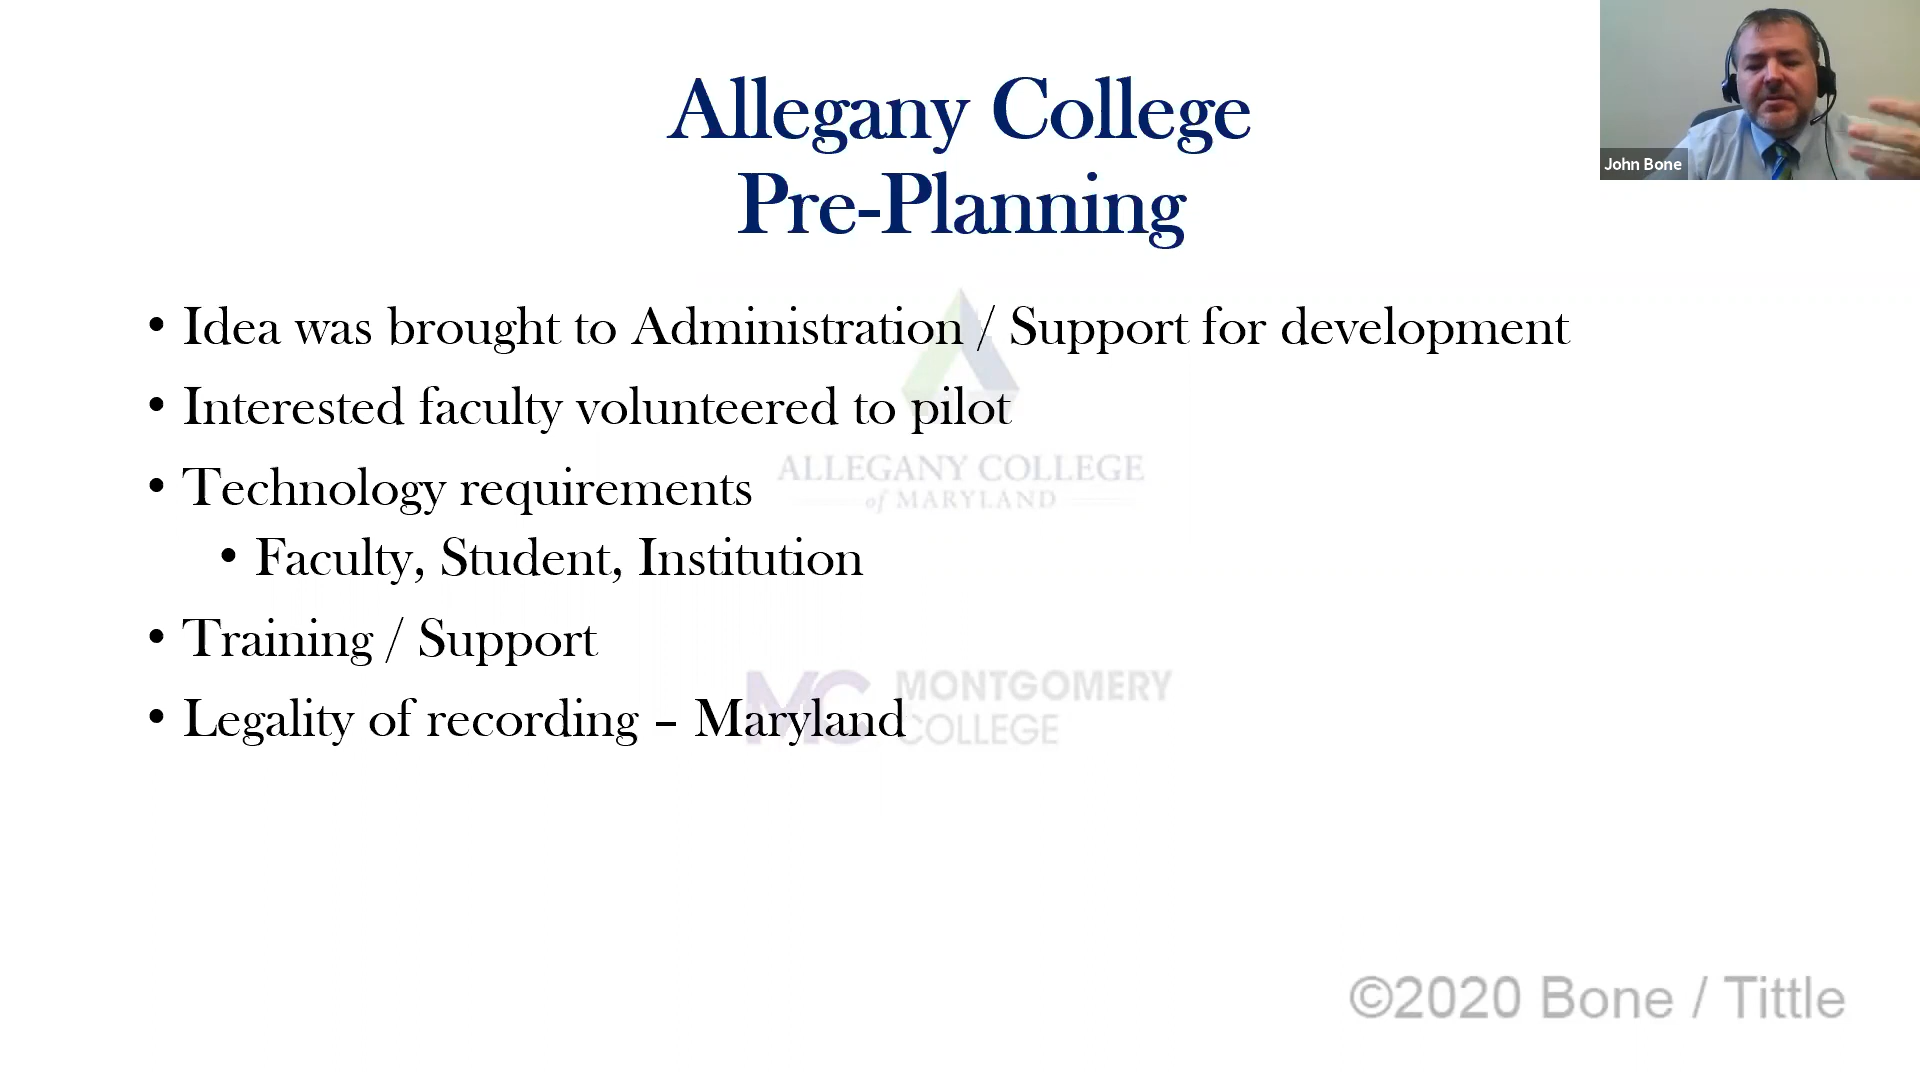 Allegany College
Pre-Planning
John Bone
• Idea was brought to Administration / Support for development
• Interested faculty volunteered to pilot
• Technology requirements
• Faculty, Student, Institution
• Training / Support
• Legality of recording – Maryland
ALLEGANY COLLEGE
of MARYLAND
MC MONTGOMERY
COLLEGE
©2020 Bone / Tittle